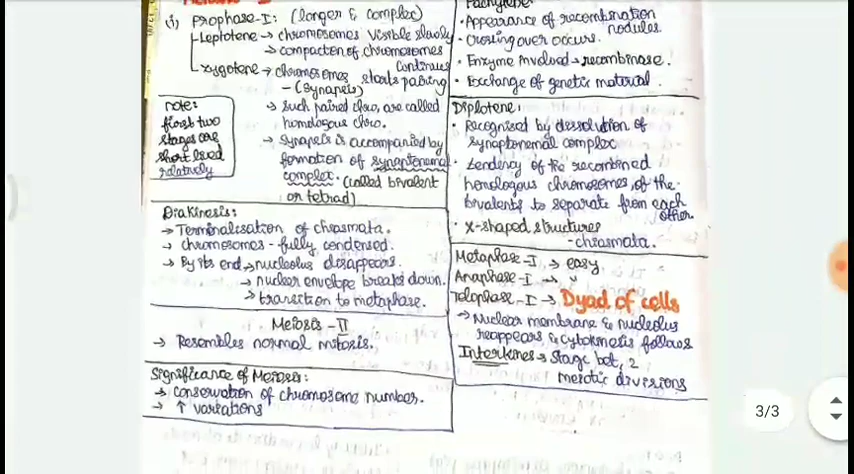 (i) Prophase-I: (longer & complex)
Leptotene → chromosomes visible slowly
→ compaction of chromosomes
continues
Zygotene → chromosomes starts pairing
- (synapsis)
→ such paired chro. are called
homologous chro.
→ synapsis is accompanied by
formation of synaptonemal
complex. (called bivalent
or tetrad)
note:
first two
stages are
short lived
relatively
Diakinesis:
→ Terminalisation of chiasmata.
→ chromosomes - fully condensed.
→ By its end → nucleolus disappears.
→ nuclear envelope breaks down.
→ transition to metaphase.
Meiosis - II
→ Resembles normal mitosis.
Significance of Meiosis:
→ conservation of chromosome number.
→ ↑ variations
Pachytene
• Appearance of recombination
nodules.
• Crossing over occurs.
• Enzyme involved → recombinase.
• Exchange of genetic material.
Diplotene:
• Recognised by dissolution of
synaptonemal complex
• tendency of the recombined
homologous chromosomes of the
bivalents to separate from each
other.
• X-shaped structures
- chiasmata.
Metaphase-I → easy
Anaphase-I → "
Telophase-I → Dyad of cells
→ Nuclear membrane & nucleolus
reappears & cytokinesis follows
Interkines → Stage bet. 2
meiotic divisions
3/3